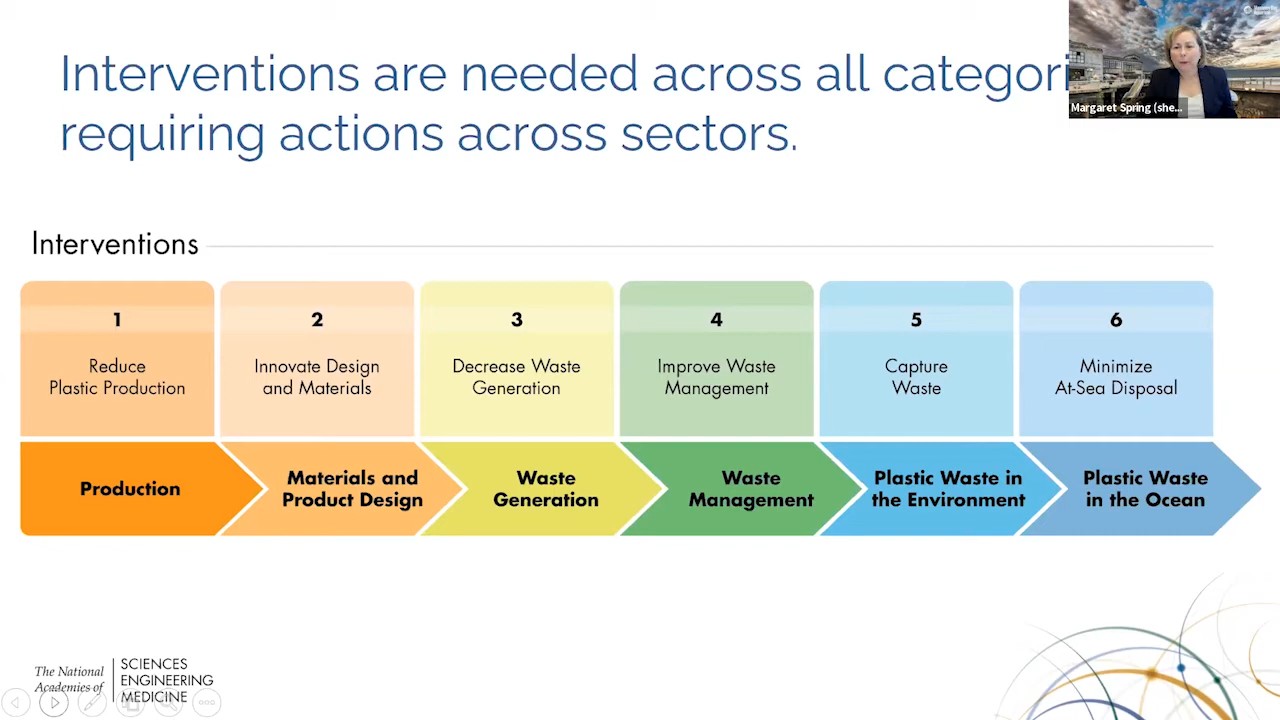 Interventions are needed across all categori
requiring actions across sectors.
Margaret Spring (she...
Interventions
1
Reduce
Plastic Production
2
Innovate Design
and Materials
3
Decrease Waste
Generation
4
Improve Waste
Management
5
Capture
Waste
6
Minimize
At-Sea Disposal
Production
Materials and
Product Design
Waste
Generation
Waste
Management
Plastic Waste in
the Environment
Plastic Waste
in the Ocean
The National
Academies of
SCIENCES
ENGINEERING
MEDICINE